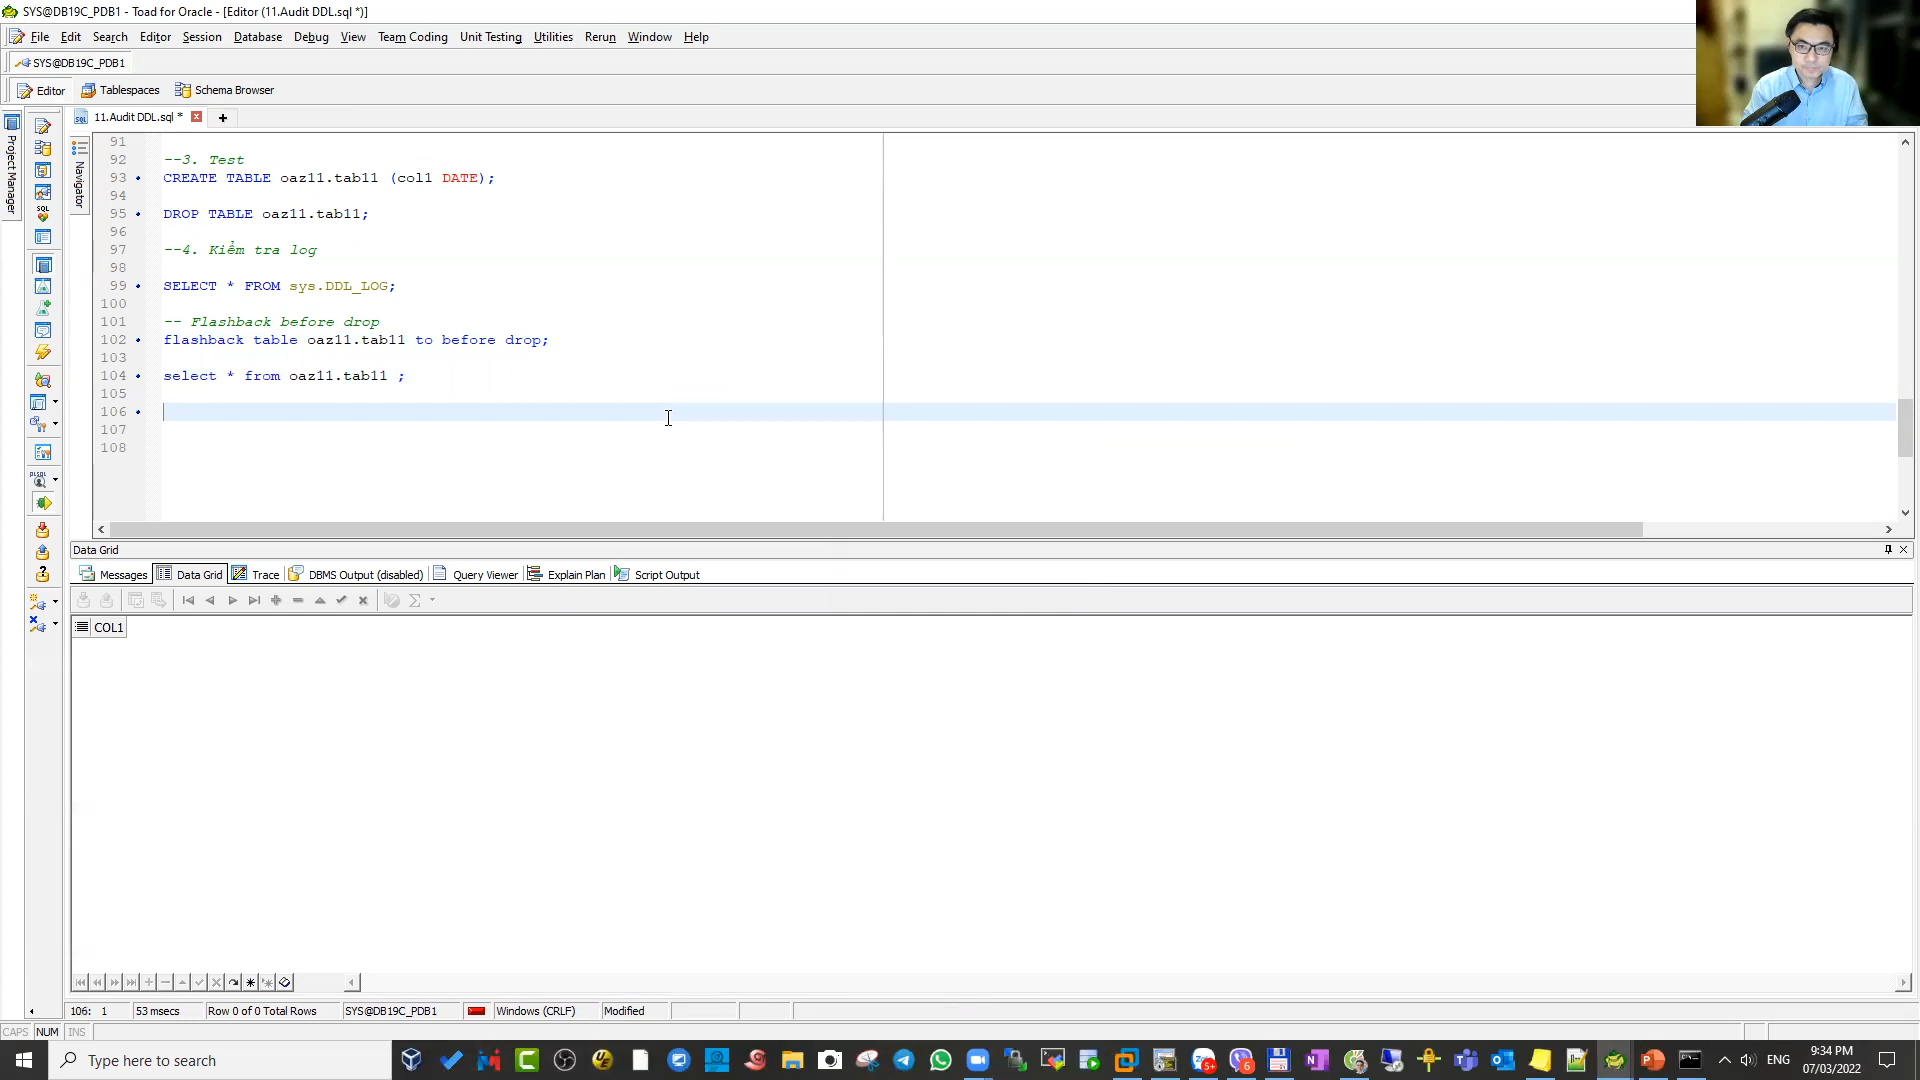 SYS@DB19C_PDB1 - Toad for Oracle - [Editor (11.Audit DDL.sql *)]
File Edit Search Editor Session Database Debug View Team Coding Unit Testing Utilities Rerun Window Help
SYS@DB19C_PDB1
Editor Tablespaces Schema Browser
11.Audit DDL.sql *
Project Manager
Navigator
91
92 --3. Test
93 CREATE TABLE oaz11.tab11 (col1 DATE);
94
95 DROP TABLE oaz11.tab11;
96
97 --4. Kiểm tra log
98
99 SELECT * FROM sys.DDL_LOG;
100
101 -- Flashback before drop
102 flashback table oaz11.tab11 to before drop;
103
104 select * from oaz11.tab11 ;
105
106
107
108
Data Grid
Messages Data Grid Trace DBMS Output (disabled) Query Viewer Explain Plan Script Output
COL1
106: 1 53 msecs Row 0 of 0 Total Rows SYS@DB19C_PDB1 Windows (CRLF) Modified
CAPS NUM INS
Type here to search
ENG
9:34 PM
07/03/2022